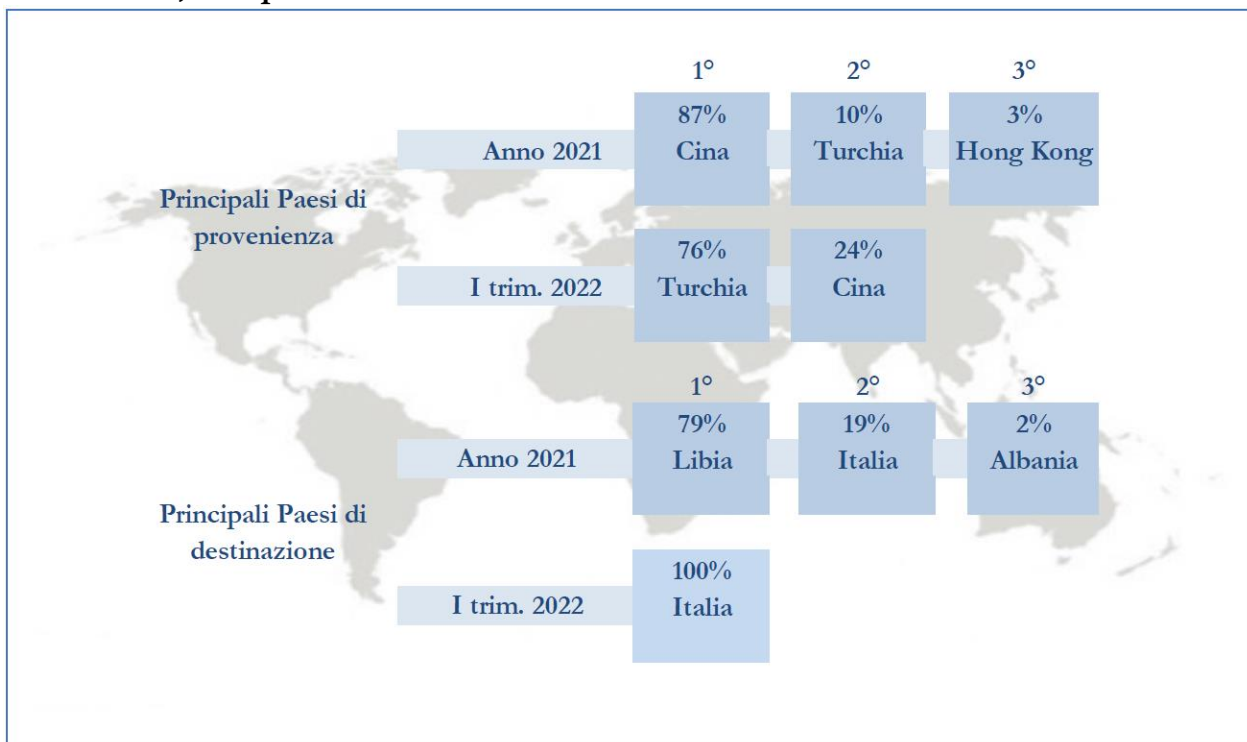 1° 2° 3°
87% 10% 3%
Anno 2021 Cina Turchia Hong Kong
Principali Paesi di
provenienza
76% 24%
I trim. 2022 Turchia Cina
1° 2° 3°
79% 19% 2%
Anno 2021 Libia Italia Albania
Principali Paesi di
destinazione
100%
I trim. 2022 Italia